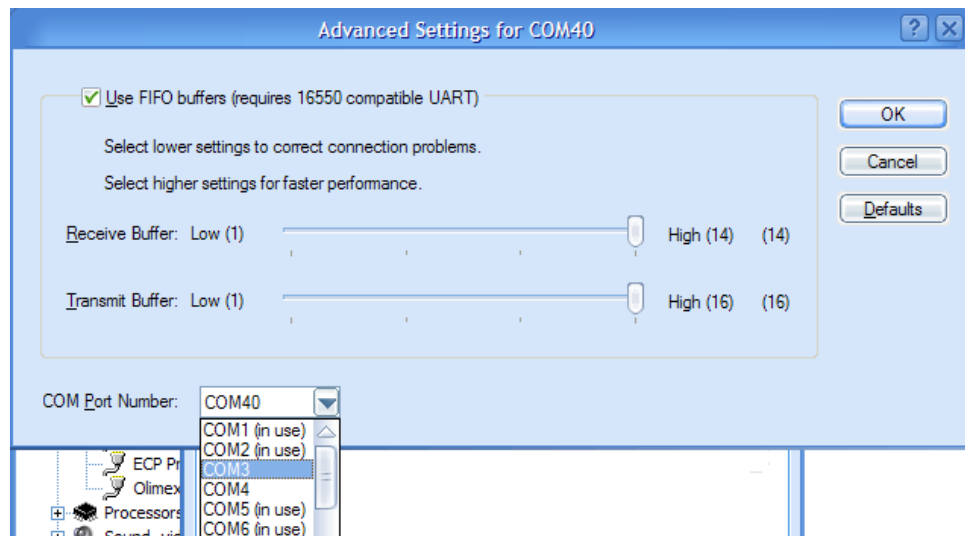 Advanced Settings for COM40
Use FIFO buffers (requires 16550 compatible UART)
OK
Select lower settings to correct connection problems.
Cancel
Select higher settings for faster performance.
Defaults
Receive Buffer: Low (1) High (14) (14)
Transmit Buffer: Low (1) High (16) (16)
COM Port Number: COM40
COM1 (in use)
COM2 (in use)
ECP Pr
COM3
Olimex
COM4
Processors
COM5 (in use)
COM6 (in use)